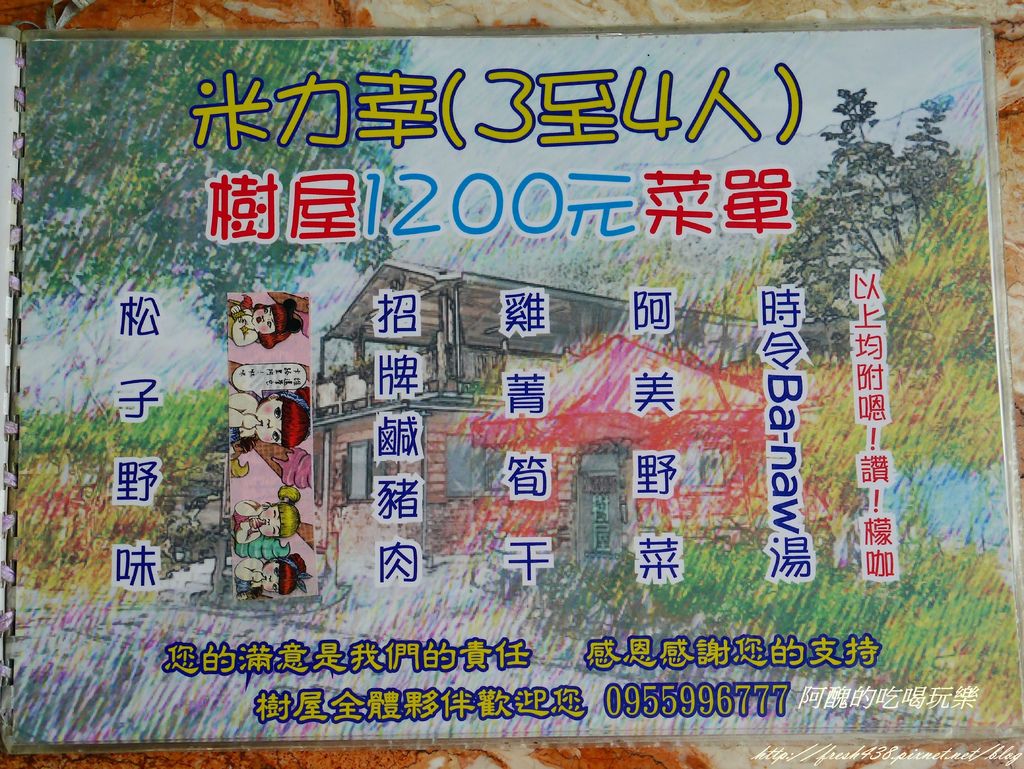 米力幸(3至4人)
樹屋1200元菜單
以上均附嗯！讚！檬咖
時令Ba-naw湯
阿美野菜
雞菁筍干
招牌鹹豬肉
松子野味
您的滿意是我們的責任 感恩感謝您的支持
樹屋全體夥伴歡迎您 0955996777
阿醜的吃喝玩樂
http://fresh438.pixnet.net/blog